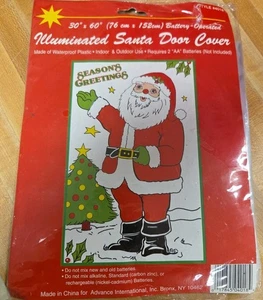 30" x 60" (76 cm x 152cm) Battery-Operated
Illuminated Santa Door Cover
Made of Waterproof Plastic • Indoor & Outdoor Use • Requires 2 "AA" Batteries (Not Included)
SEASON'S
GREETINGS
• Do not mix new and old batteries.
• Do not mix alkaline, Standard (carbon zinc), or
rechargeable (nickel-cadmium) Batteries.
Made in China for: Advance International, Inc. Bronx, NY 10462